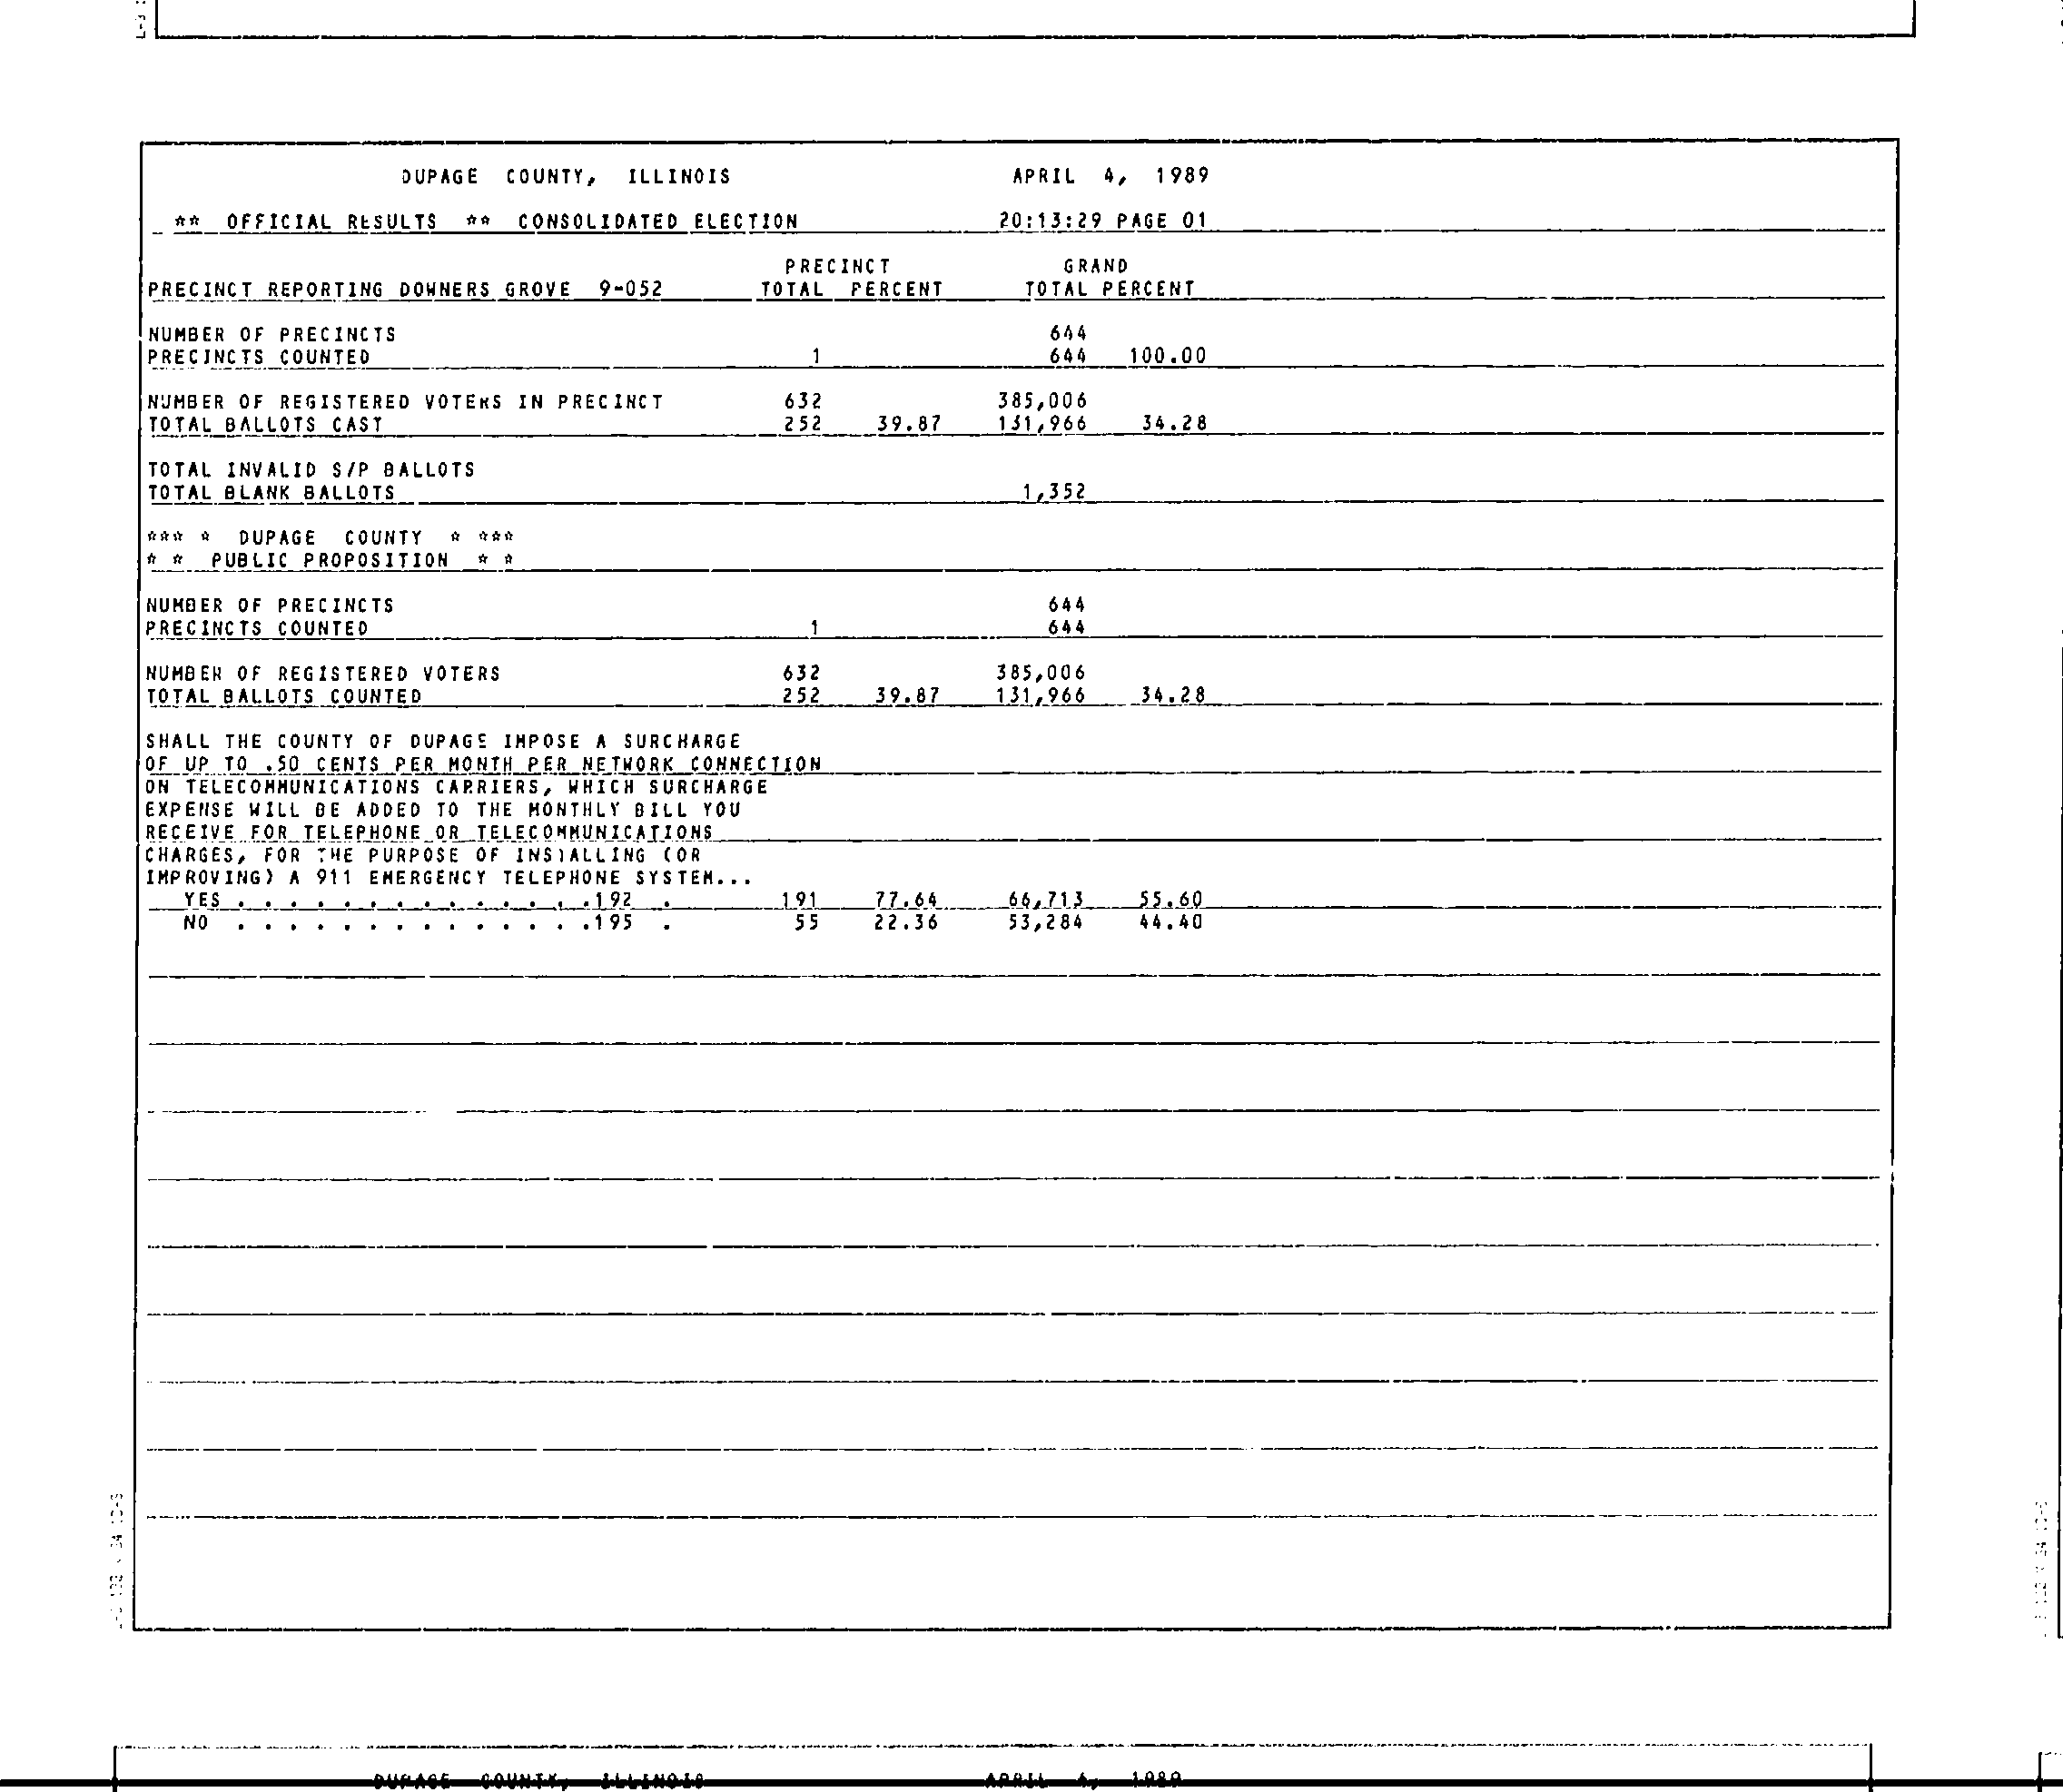 DUPAGE COUNTY, ILLINOIS APRIL 4, 1989
** OFFICIAL RESULTS ** CONSOLIDATED ELECTION 20:13:29 PAGE 01
PRECINCT GRAND
PRECINCT REPORTING DOWNERS GROVE 9-052 TOTAL PERCENT TOTAL PERCENT
NUMBER OF PRECINCTS 644
PRECINCTS COUNTED 1 644 100.00
NUMBER OF REGISTERED VOTERS IN PRECINCT 632 385,006
TOTAL BALLOTS CAST 252 39.87 131,966 34.28
TOTAL INVALID S/P BALLOTS
TOTAL BLANK BALLOTS 1,352
*** * DUPAGE COUNTY * ***
* * PUBLIC PROPOSITION * *
NUMBER OF PRECINCTS 644
PRECINCTS COUNTED 1 644
NUMBER OF REGISTERED VOTERS 632 385,006
TOTAL BALLOTS COUNTED 252 39.87 131,966 34.28
SHALL THE COUNTY OF DUPAGE IMPOSE A SURCHARGE
OF UP TO .50 CENTS PER MONTH PER NETWORK CONNECTION
ON TELECOMMUNICATIONS CARRIERS, WHICH SURCHARGE
EXPENSE WILL BE ADDED TO THE MONTHLY BILL YOU
RECEIVE FOR TELEPHONE OR TELECOMMUNICATIONS
CHARGES, FOR THE PURPOSE OF INSTALLING (OR
IMPROVING) A 911 EMERGENCY TELEPHONE SYSTEM...
YES . . . . . . . . . . . . . .192 . 191 77.64 66,713 55.60
NO . . . . . . . . . . . . . .195 . 55 22.36 53,284 44.40
DUPAGE COUNTY, ILLINOIS APRIL 4, 1989